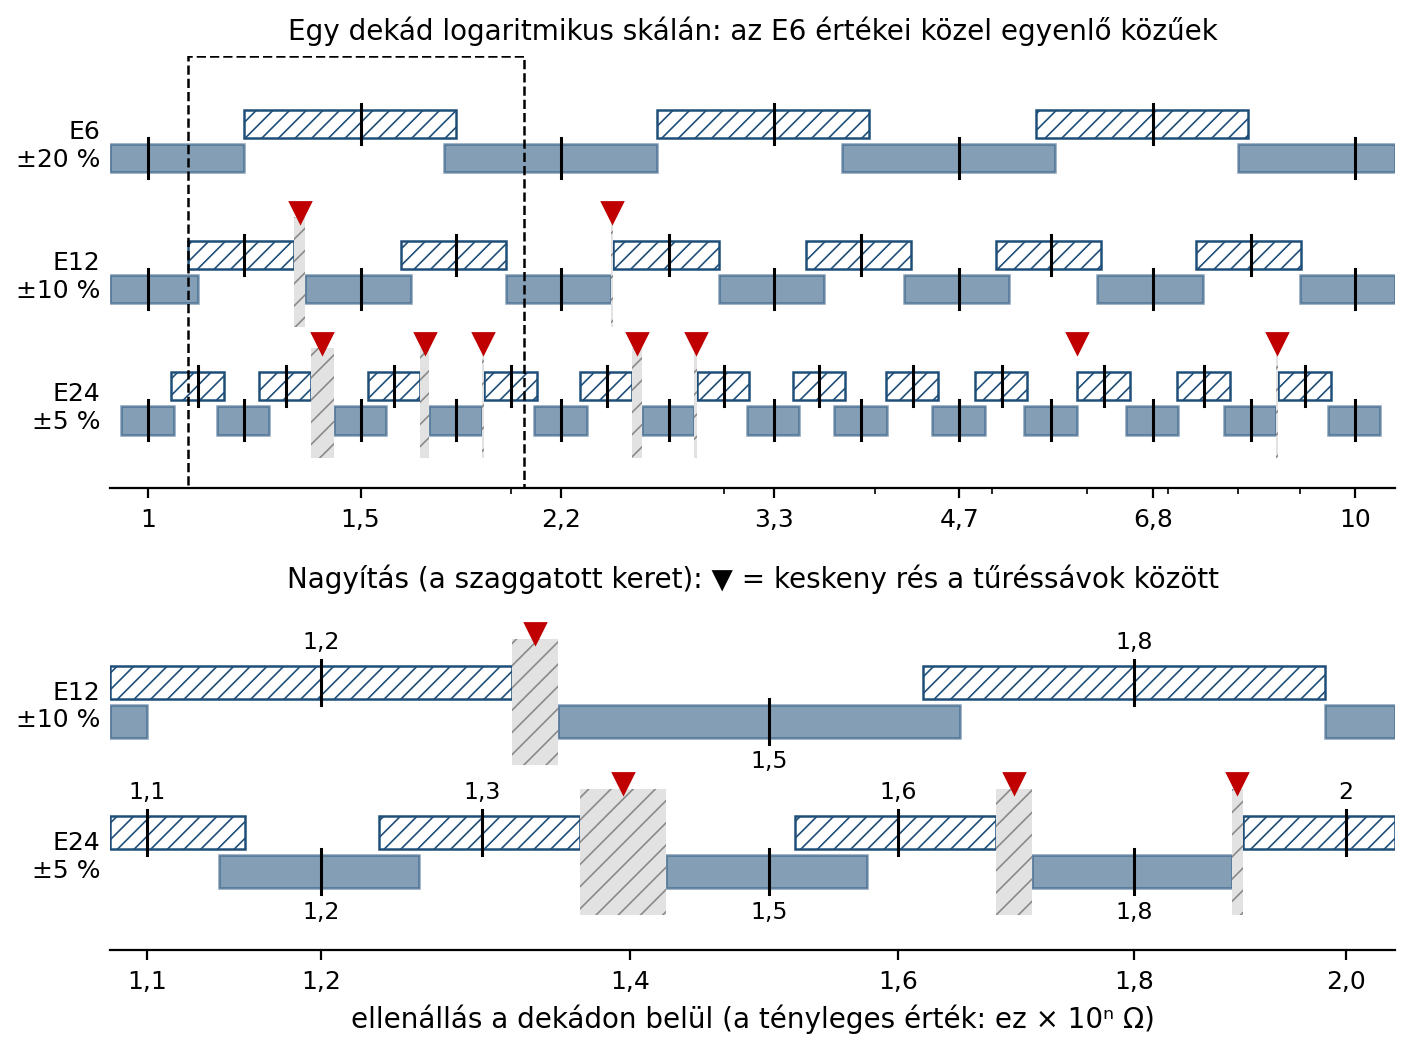 Egy dekád logaritmikus skálán: az E6 értékei közel egyenlő közűek
E6
±20 %
E12
±10 %
E24
±5 %
1 1,5 2,2 3,3 4,7 6,8 10
Nagyítás (a szaggatott keret): ▼ = keskeny rés a tűréssávok között
1,2 1,8
E12
±10 %
1,5
1,1 1,3 1,6 2
E24
±5 %
1,2 1,5 1,8
1,1 1,2 1,4 1,6 1,8 2,0
ellenállás a dekádon belül (a tényleges érték: ez × 10ⁿ Ω)